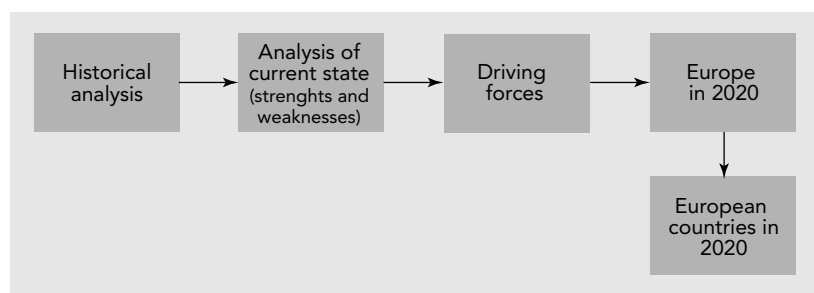 Historical
analysis
Analysis of
current state
(strenghts and
weaknesses)
Driving
forces
Europe
in 2020
European
countries in
2020